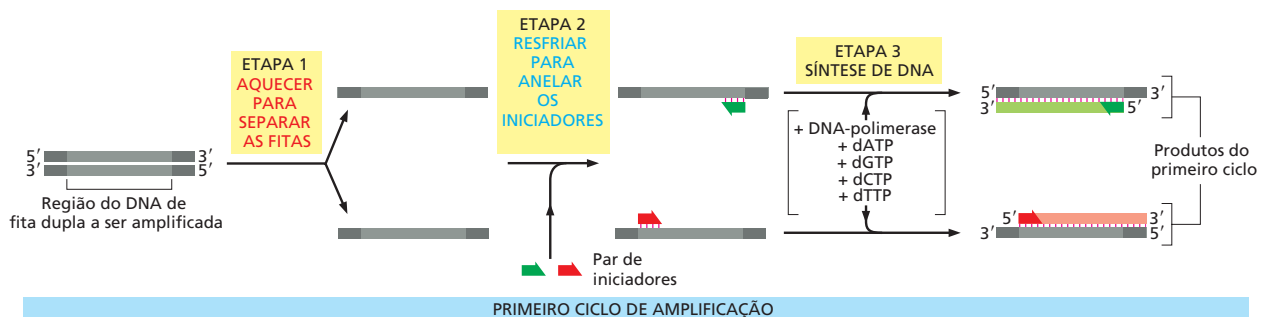 5′ 3′
3′ 5′
Região do DNA de
fita dupla a ser amplificada
ETAPA 1
AQUECER
PARA
SEPARAR
AS FITAS
ETAPA 2
RESFRIAR
PARA
ANELAR
OS
INICIADORES
Par de
iniciadores
ETAPA 3
SÍNTESE DE DNA
+ DNA-polimerase
+ dATP
+ dGTP
+ dCTP
+ dTTP
5′ 3′
3′ 5′
5′ 3′
3′ 5′
Produtos do
primeiro ciclo
PRIMEIRO CICLO DE AMPLIFICAÇÃO